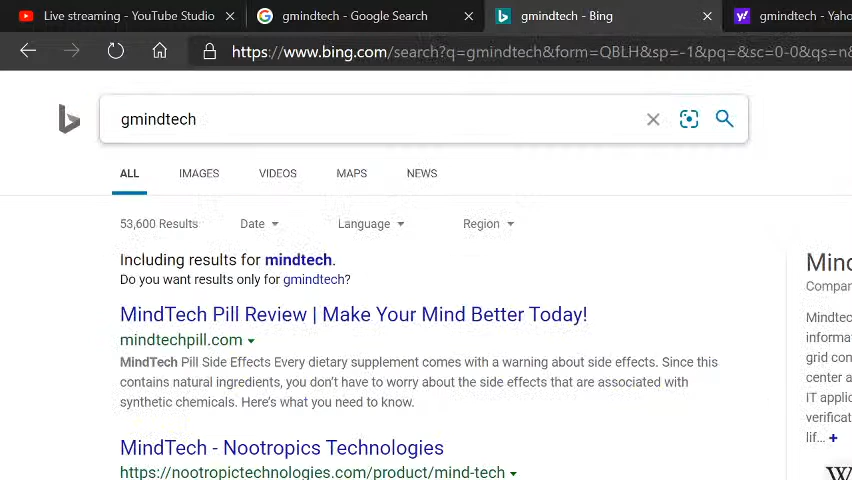 Live streaming - YouTube Studio
gmindtech - Google Search
gmindtech - Bing
gmindtech - Yaho
https://www.bing.com/search?q=gmindtech&form=QBLH&sp=-1&pq=&sc=0-0&qs=n&
gmindtech
ALL IMAGES VIDEOS MAPS NEWS
53,600 Results Date Language Region
Including results for mindtech.
Do you want results only for gmindtech?
MindTech Pill Review | Make Your Mind Better Today!
mindtechpill.com
MindTech Pill Side Effects Every dietary supplement comes with a warning about side effects. Since this
contains natural ingredients, you don’t have to worry about the side effects that are associated with
synthetic chemicals. Here’s what you need to know.
MindTech - Nootropics Technologies
https://nootropictechnologies.com/product/mind-tech
Mind
Compan
Mindtec
informa
grid con
center a
IT applic
verificat
lif... +
W